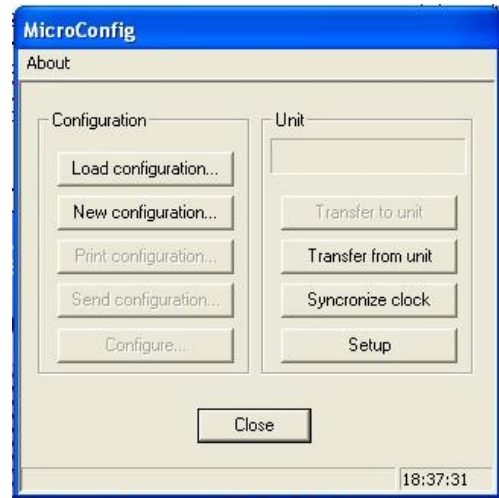 MicroConfig
About
Configuration
Load configuration...
New configuration...
Print configuration...
Send configuration...
Configure...
Unit
Transfer to unit
Transfer from unit
Syncronize clock
Setup
Close
18:37:31